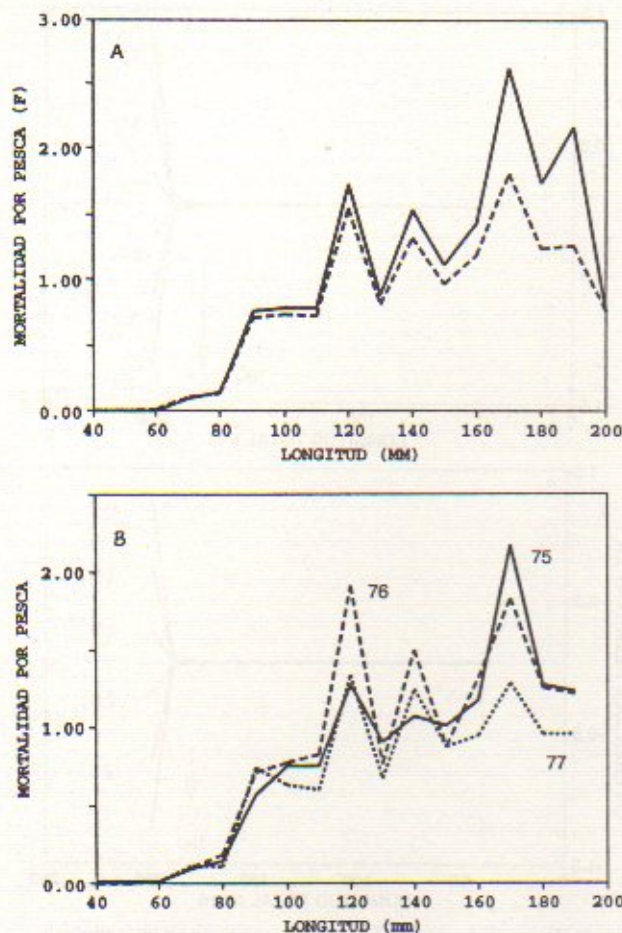 3.00
A
2.00
1.00
0.00
MORTALIDAD POR PESCA (F)
40 60 80 100 120 140 160 180 200
LONGITUD (MM)
B
76
75
77
2.00
1.00
0.00
MORTALIDAD POR PESCA
40 60 80 100 120 140 160 180 200
LONGITUD (mm)